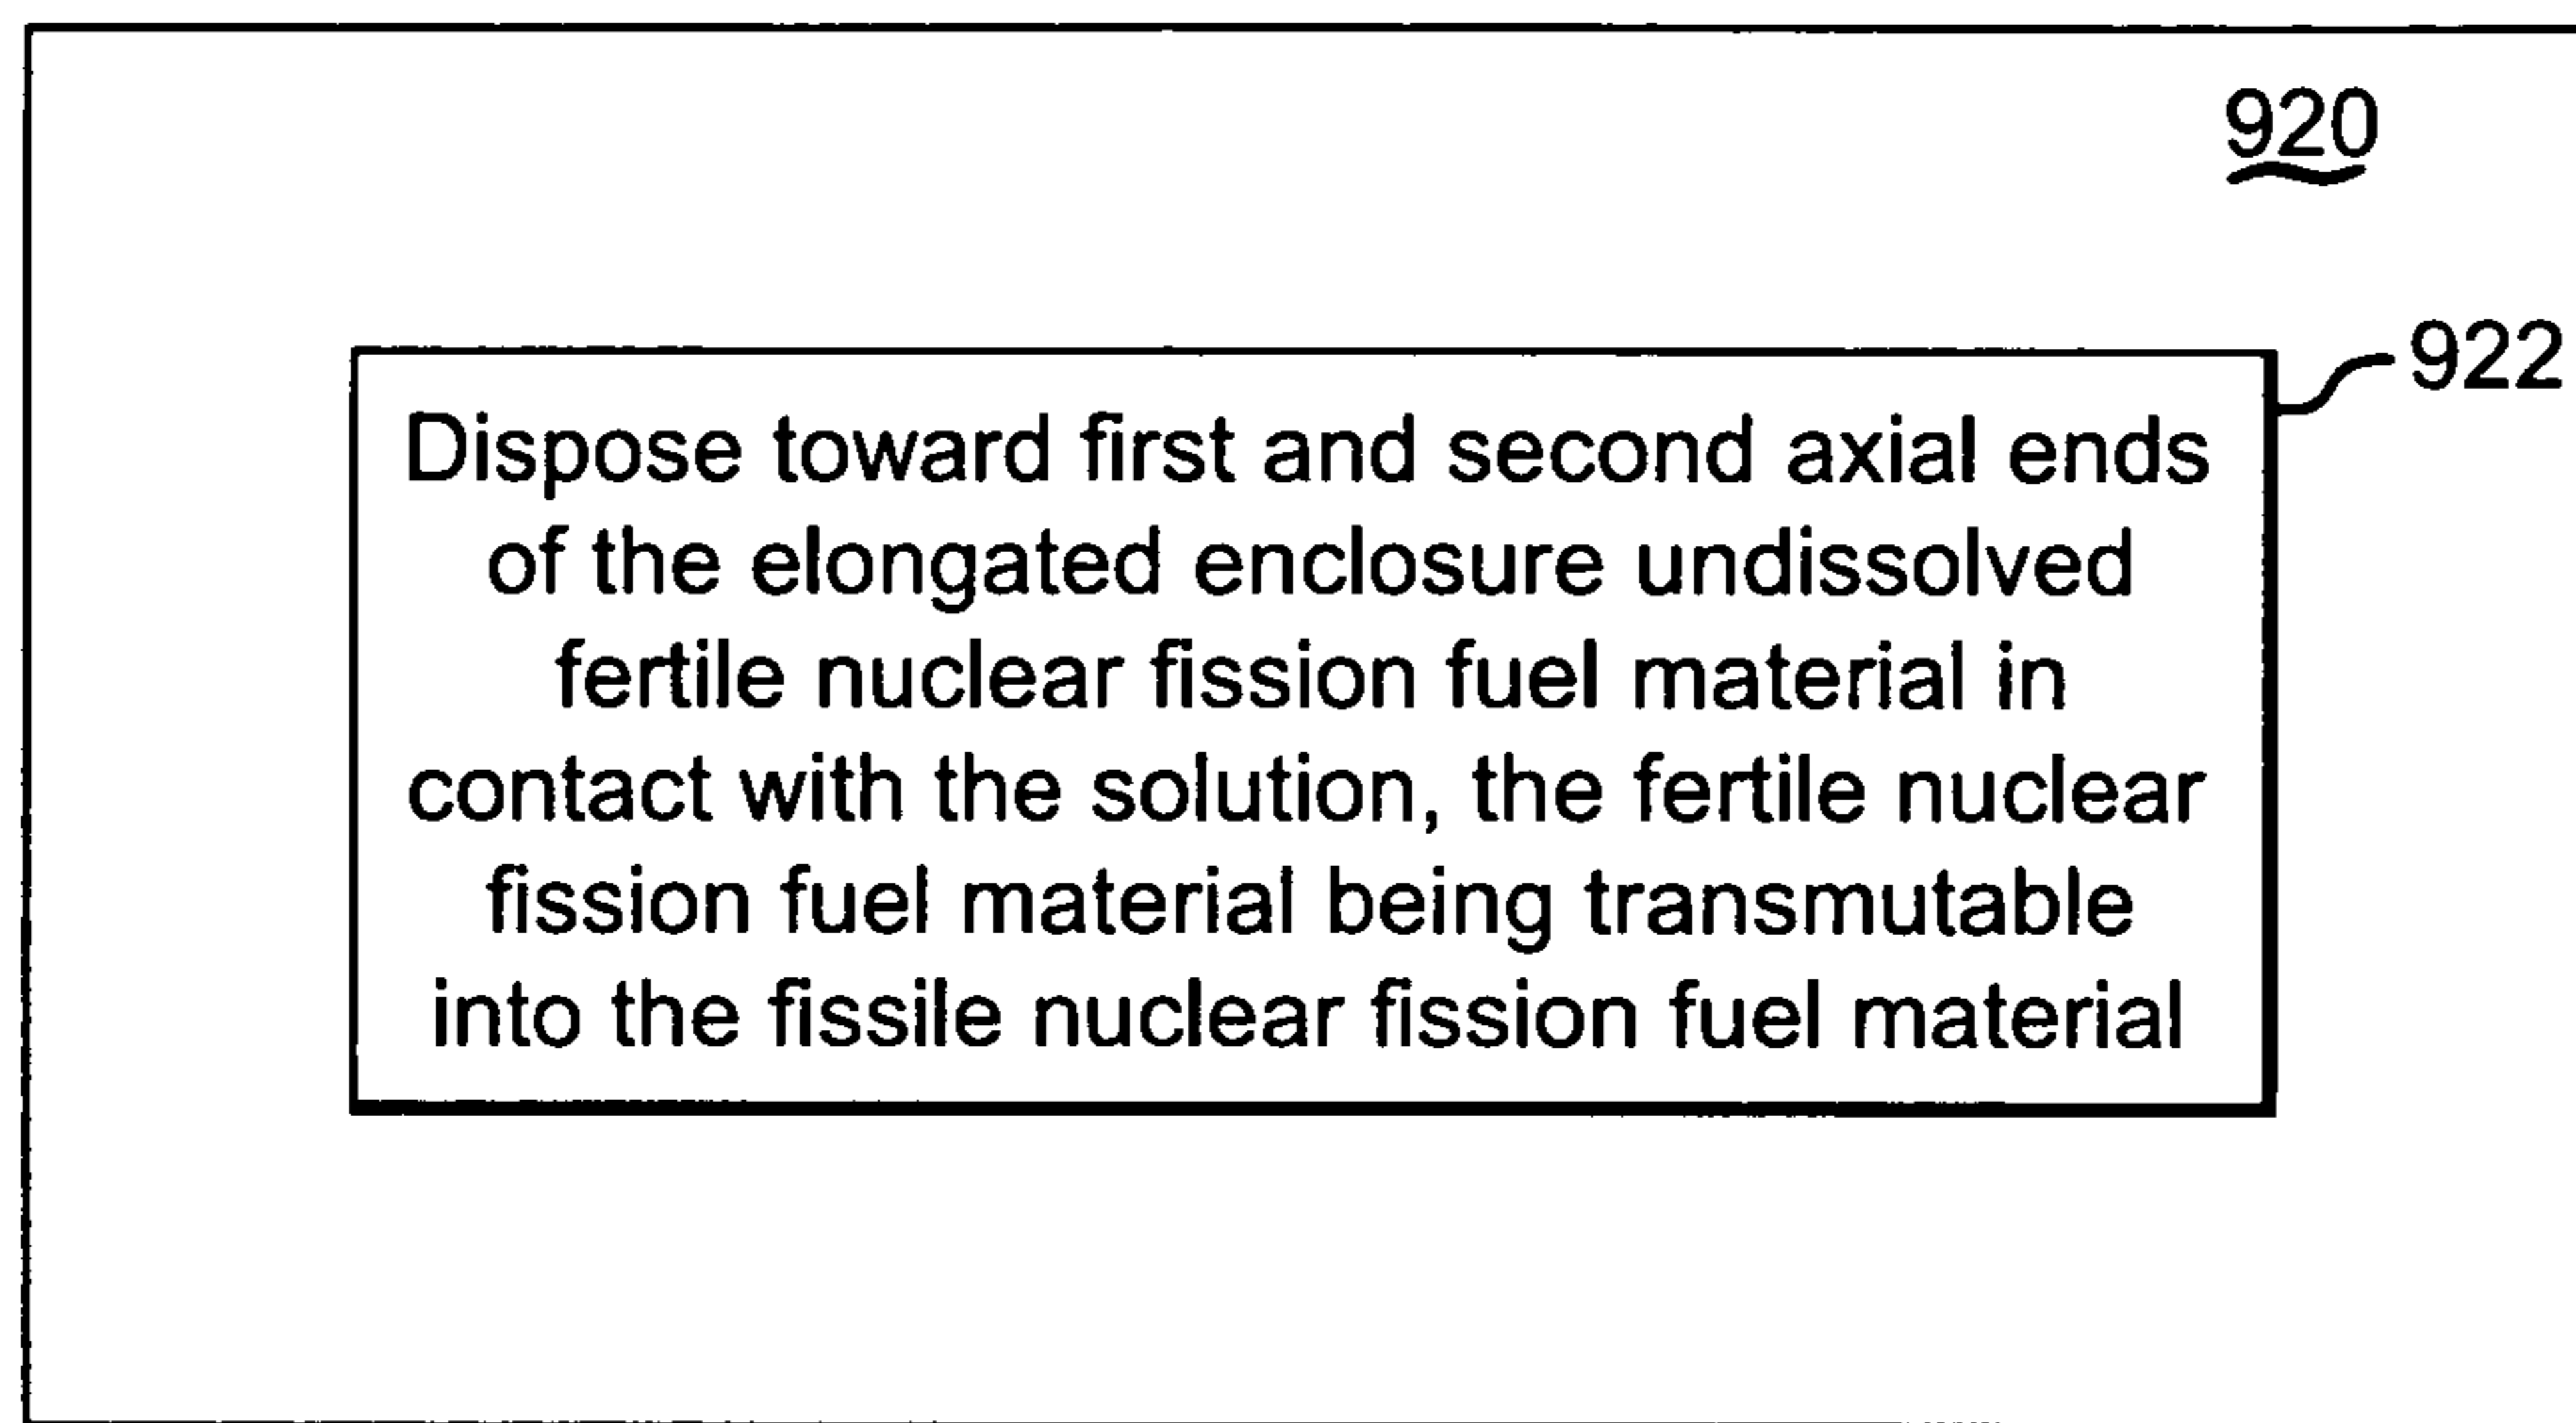 920
922
Dispose toward first and second axial ends
of the elongated enclosure undissolved
fertile nuclear fission fuel material in
contact with the solution, the fertile nuclear
fission fuel material being transmutable
into the fissile nuclear fission fuel material